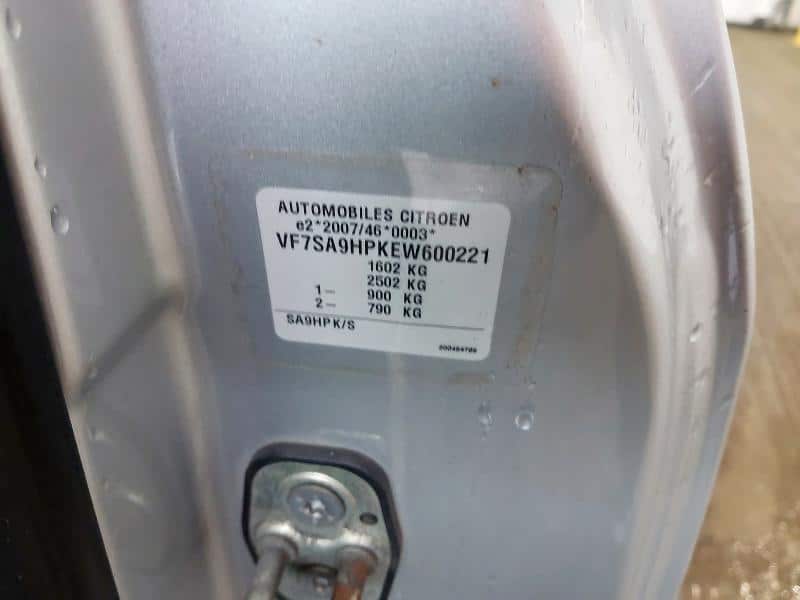 AUTOMOBILES CITROEN
e2*2007/46*0003*
VF7SA9HPKEW600221
1602 KG
2502 KG
1- 900 KG
2- 790 KG
SA9HPK/S